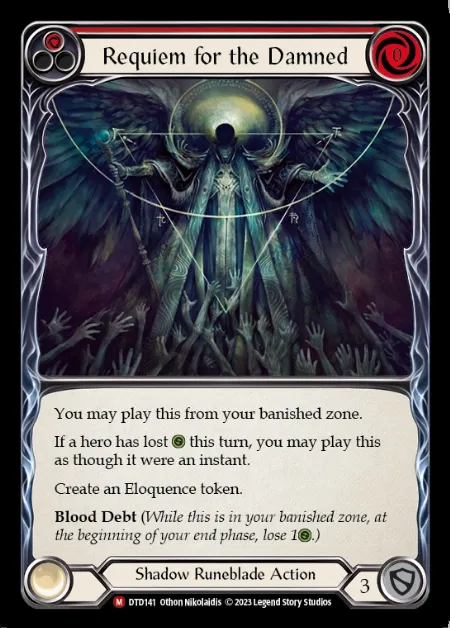 Requiem for the Damned
0
You may play this from your banished zone.
If a hero has lost this turn, you may play this
as though it were an instant.
Create an Eloquence token.
Blood Debt (While this is in your banished zone, at
the beginning of your end phase, lose 1.)
Shadow Runeblade Action
3
M DTD141 Othon Nikolaidis © 2023 Legend Story Studios